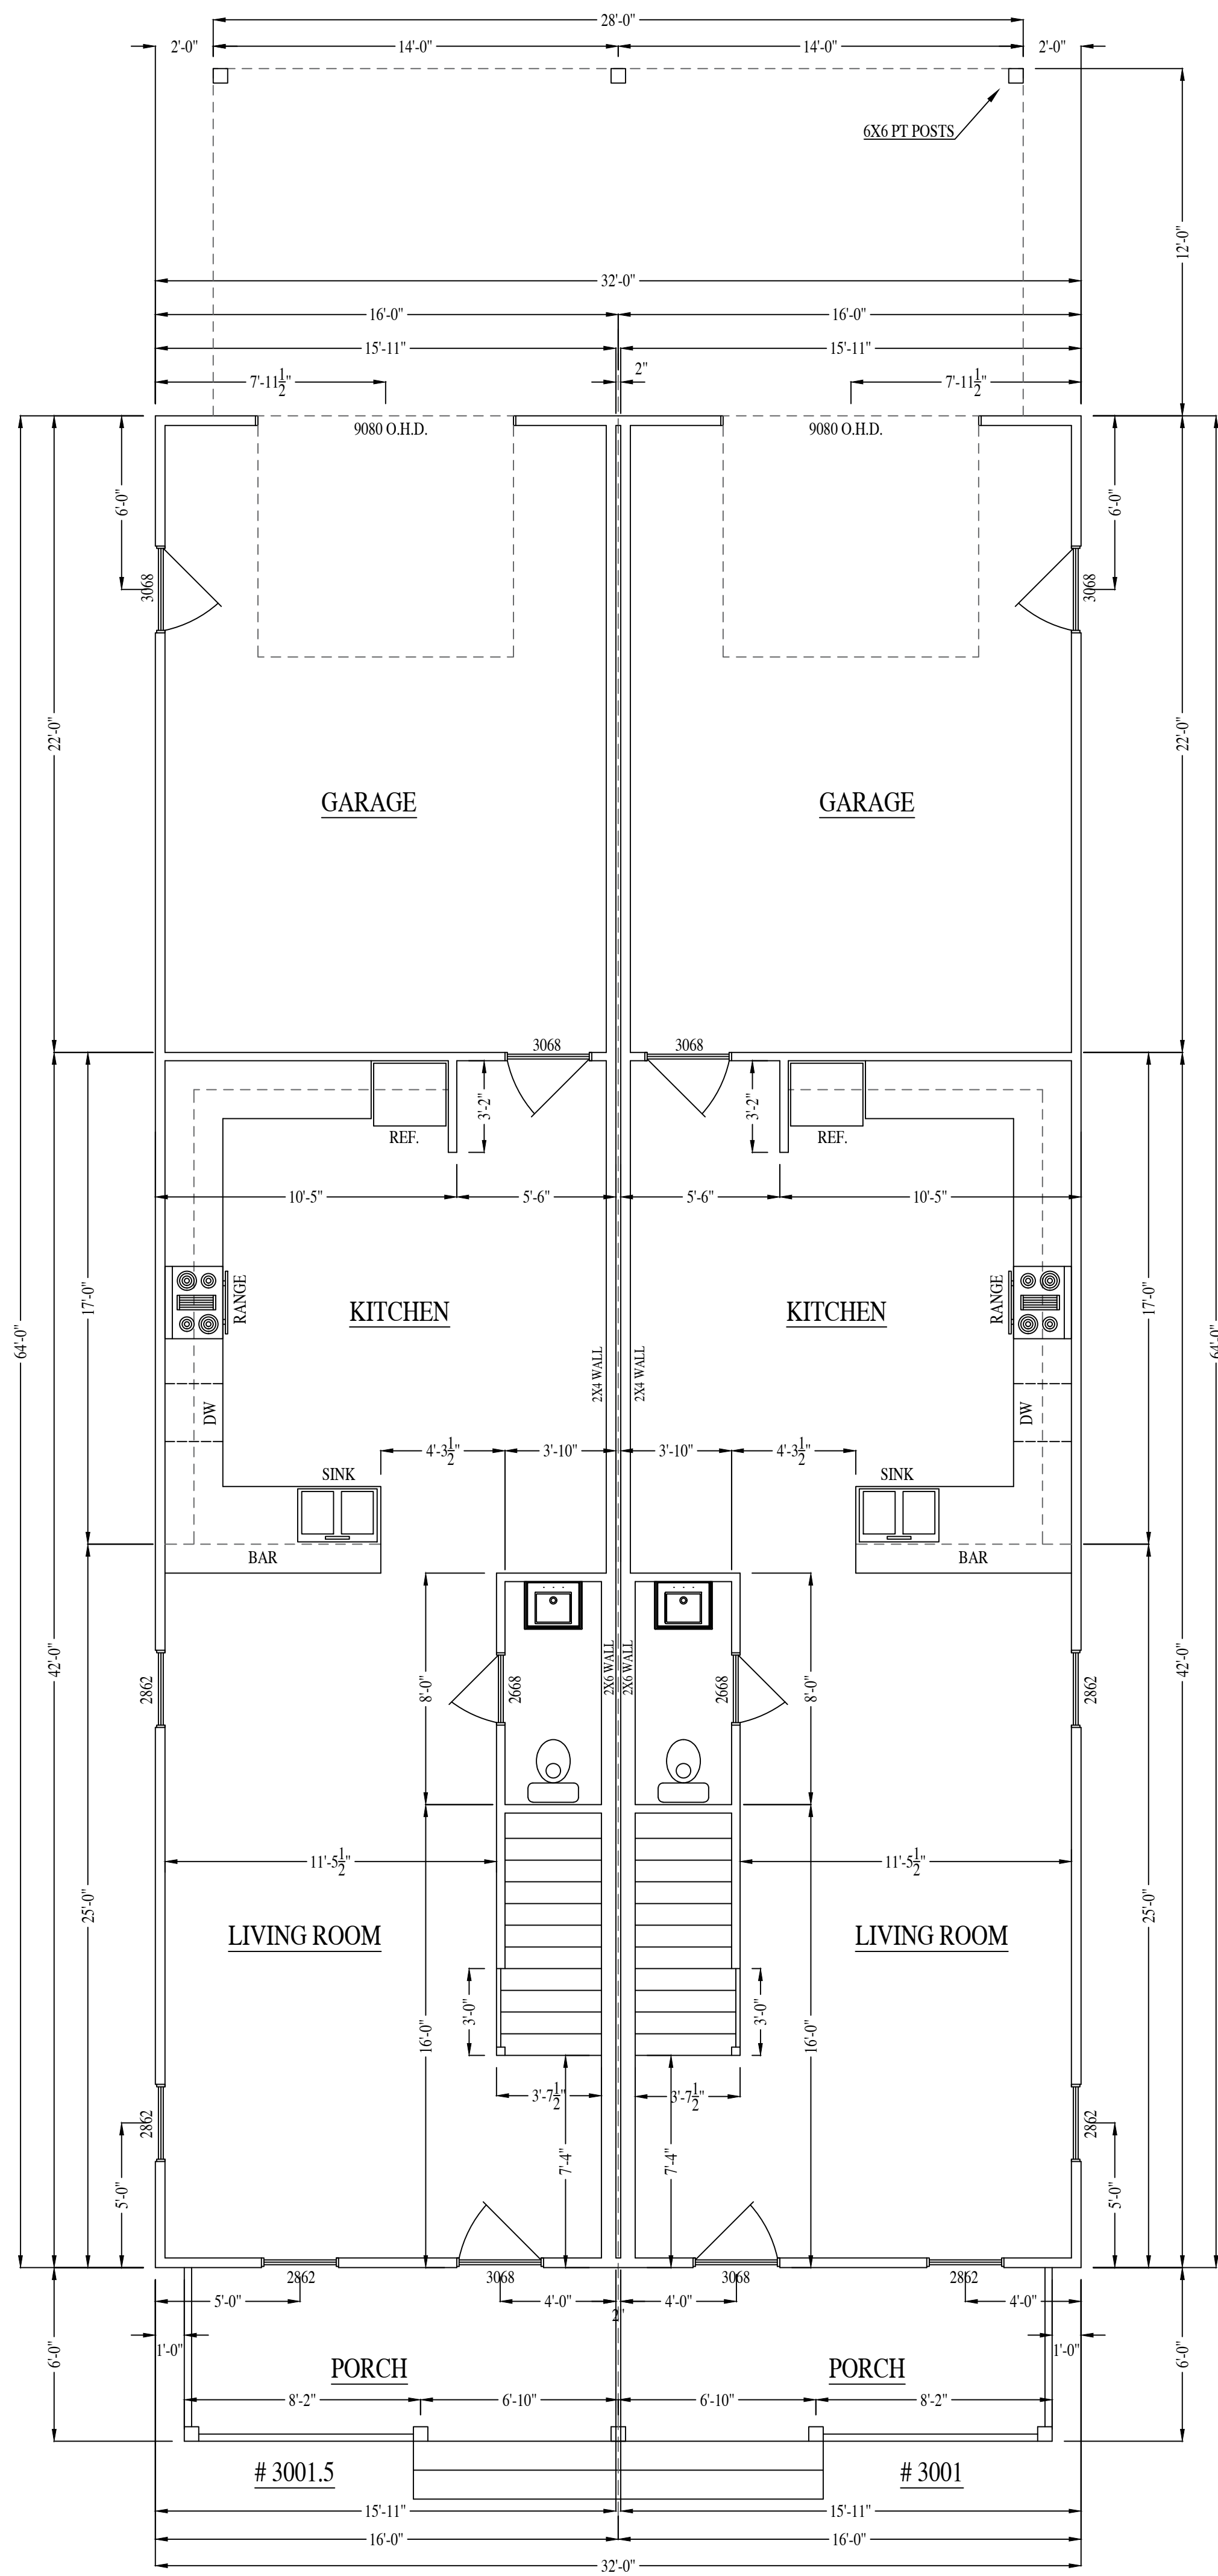 28'-0"
2'-0" 14'-0" 14'-0" 2'-0"
6X6 PT POSTS
12'-0"
32'-0"
16'-0" 16'-0"
15'-11" 15'-11"
2"
7'-11 1/2" 7'-11 1/2"
9080 O.H.D. 9080 O.H.D.
6'-0" 6'-0"
3068 3068
22'-0" 22'-0"
GARAGE GARAGE
3068 3068
3'-2" 3'-2"
REF. REF.
10'-5" 5'-6" 5'-6" 10'-5"
RANGE KITCHEN KITCHEN RANGE
17'-0" 17'-0"
64'-0" 64'-0"
2X4 WALL 2X4 WALL
DW DW
4'-3 1/2" 3'-10" 3'-10" 4'-3 1/2"
SINK SINK
BAR BAR
42'-0" 42'-0"
2862 8'-0" 2668 2X6 WALL 2X6 WALL 2668 8'-0" 2862
11'-5 1/2" 11'-5 1/2"
25'-0" 25'-0"
LIVING ROOM LIVING ROOM
3'-0" 3'-0"
16'-0" 16'-0"
3'-7 1/2" 3'-7 1/2"
2862 2862
7'-4" 7'-4"
5'-0" 5'-0"
2862 3068 3068 2862
5'-0" 4'-0" 4'-0" 4'-0"
2"
1'-0" 1'-0"
6'-0" 6'-0"
PORCH PORCH
8'-2" 6'-10" 6'-10" 8'-2"
# 3001.5 # 3001
15'-11" 15'-11"
16'-0" 16'-0"
32'-0"